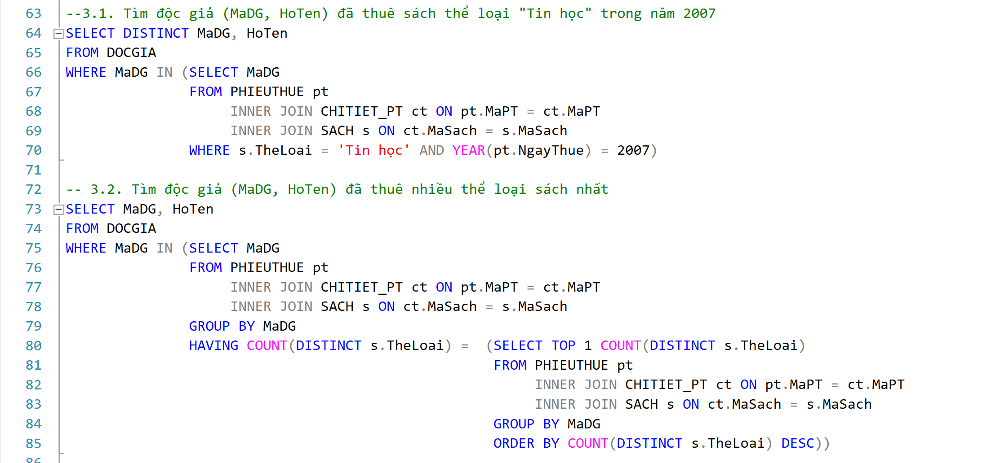 63 --3.1. Tìm độc giả (MaDG, HoTen) đã thuê sách thể loại "Tin học" trong năm 2007
64 SELECT DISTINCT MaDG, HoTen
65 FROM DOCGIA
66 WHERE MaDG IN (SELECT MaDG
67 FROM PHIEUTHUE pt
68 INNER JOIN CHITIET_PT ct ON pt.MaPT = ct.MaPT
69 INNER JOIN SACH s ON ct.MaSach = s.MaSach
70 WHERE s.TheLoai = 'Tin học' AND YEAR(pt.NgayThue) = 2007)
71
72 -- 3.2. Tìm độc giả (MaDG, HoTen) đã thuê nhiều thể loại sách nhất
73 SELECT MaDG, HoTen
74 FROM DOCGIA
75 WHERE MaDG IN (SELECT MaDG
76 FROM PHIEUTHUE pt
77 INNER JOIN CHITIET_PT ct ON pt.MaPT = ct.MaPT
78 INNER JOIN SACH s ON ct.MaSach = s.MaSach
79 GROUP BY MaDG
80 HAVING COUNT(DISTINCT s.TheLoai) = (SELECT TOP 1 COUNT(DISTINCT s.TheLoai)
81 FROM PHIEUTHUE pt
82 INNER JOIN CHITIET_PT ct ON pt.MaPT = ct.MaPT
83 INNER JOIN SACH s ON ct.MaSach = s.MaSach
84 GROUP BY MaDG
85 ORDER BY COUNT(DISTINCT s.TheLoai) DESC))
86